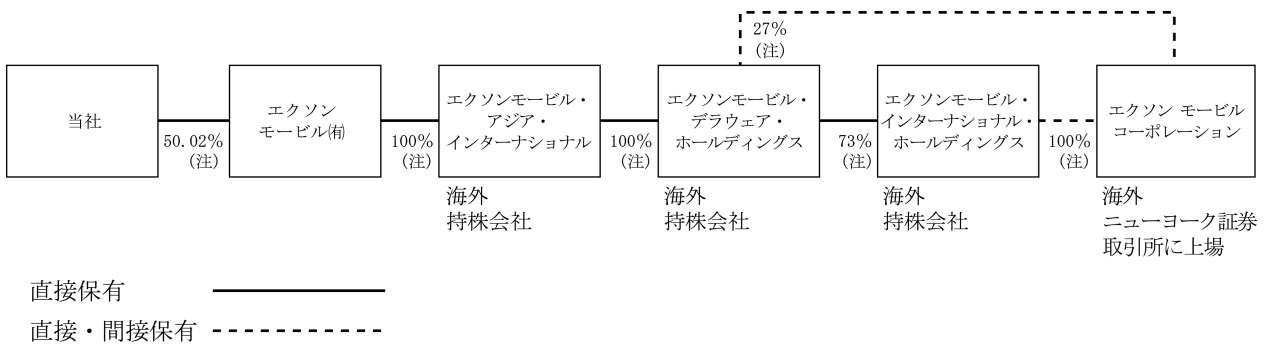 27%
(注)
当社
50.02%
(注)
エクソン
モービル㈲
100%
(注)
エクソンモービル・
アジア・
インターナショナル
100%
(注)
エクソンモービル・
デラウェア・
ホールディングス
73%
(注)
エクソンモービル・
インターナショナル・
ホールディングス
100%
(注)
エクソン モービル
コーポレーション
海外
持株会社
海外
持株会社
海外
持株会社
海外
ニューヨーク証券
取引所に上場
直接保有
直接・間接保有